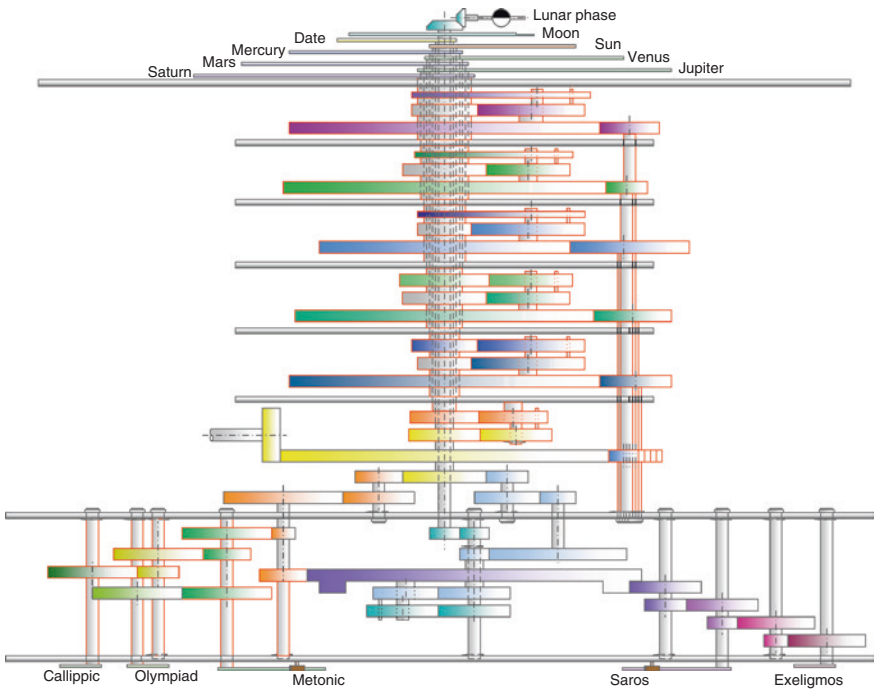 Lunar phase
Moon
Date
Sun
Mercury
Venus
Mars
Jupiter
Saturn
Callippic
Olympiad
Metonic
Saros
Exeligmos